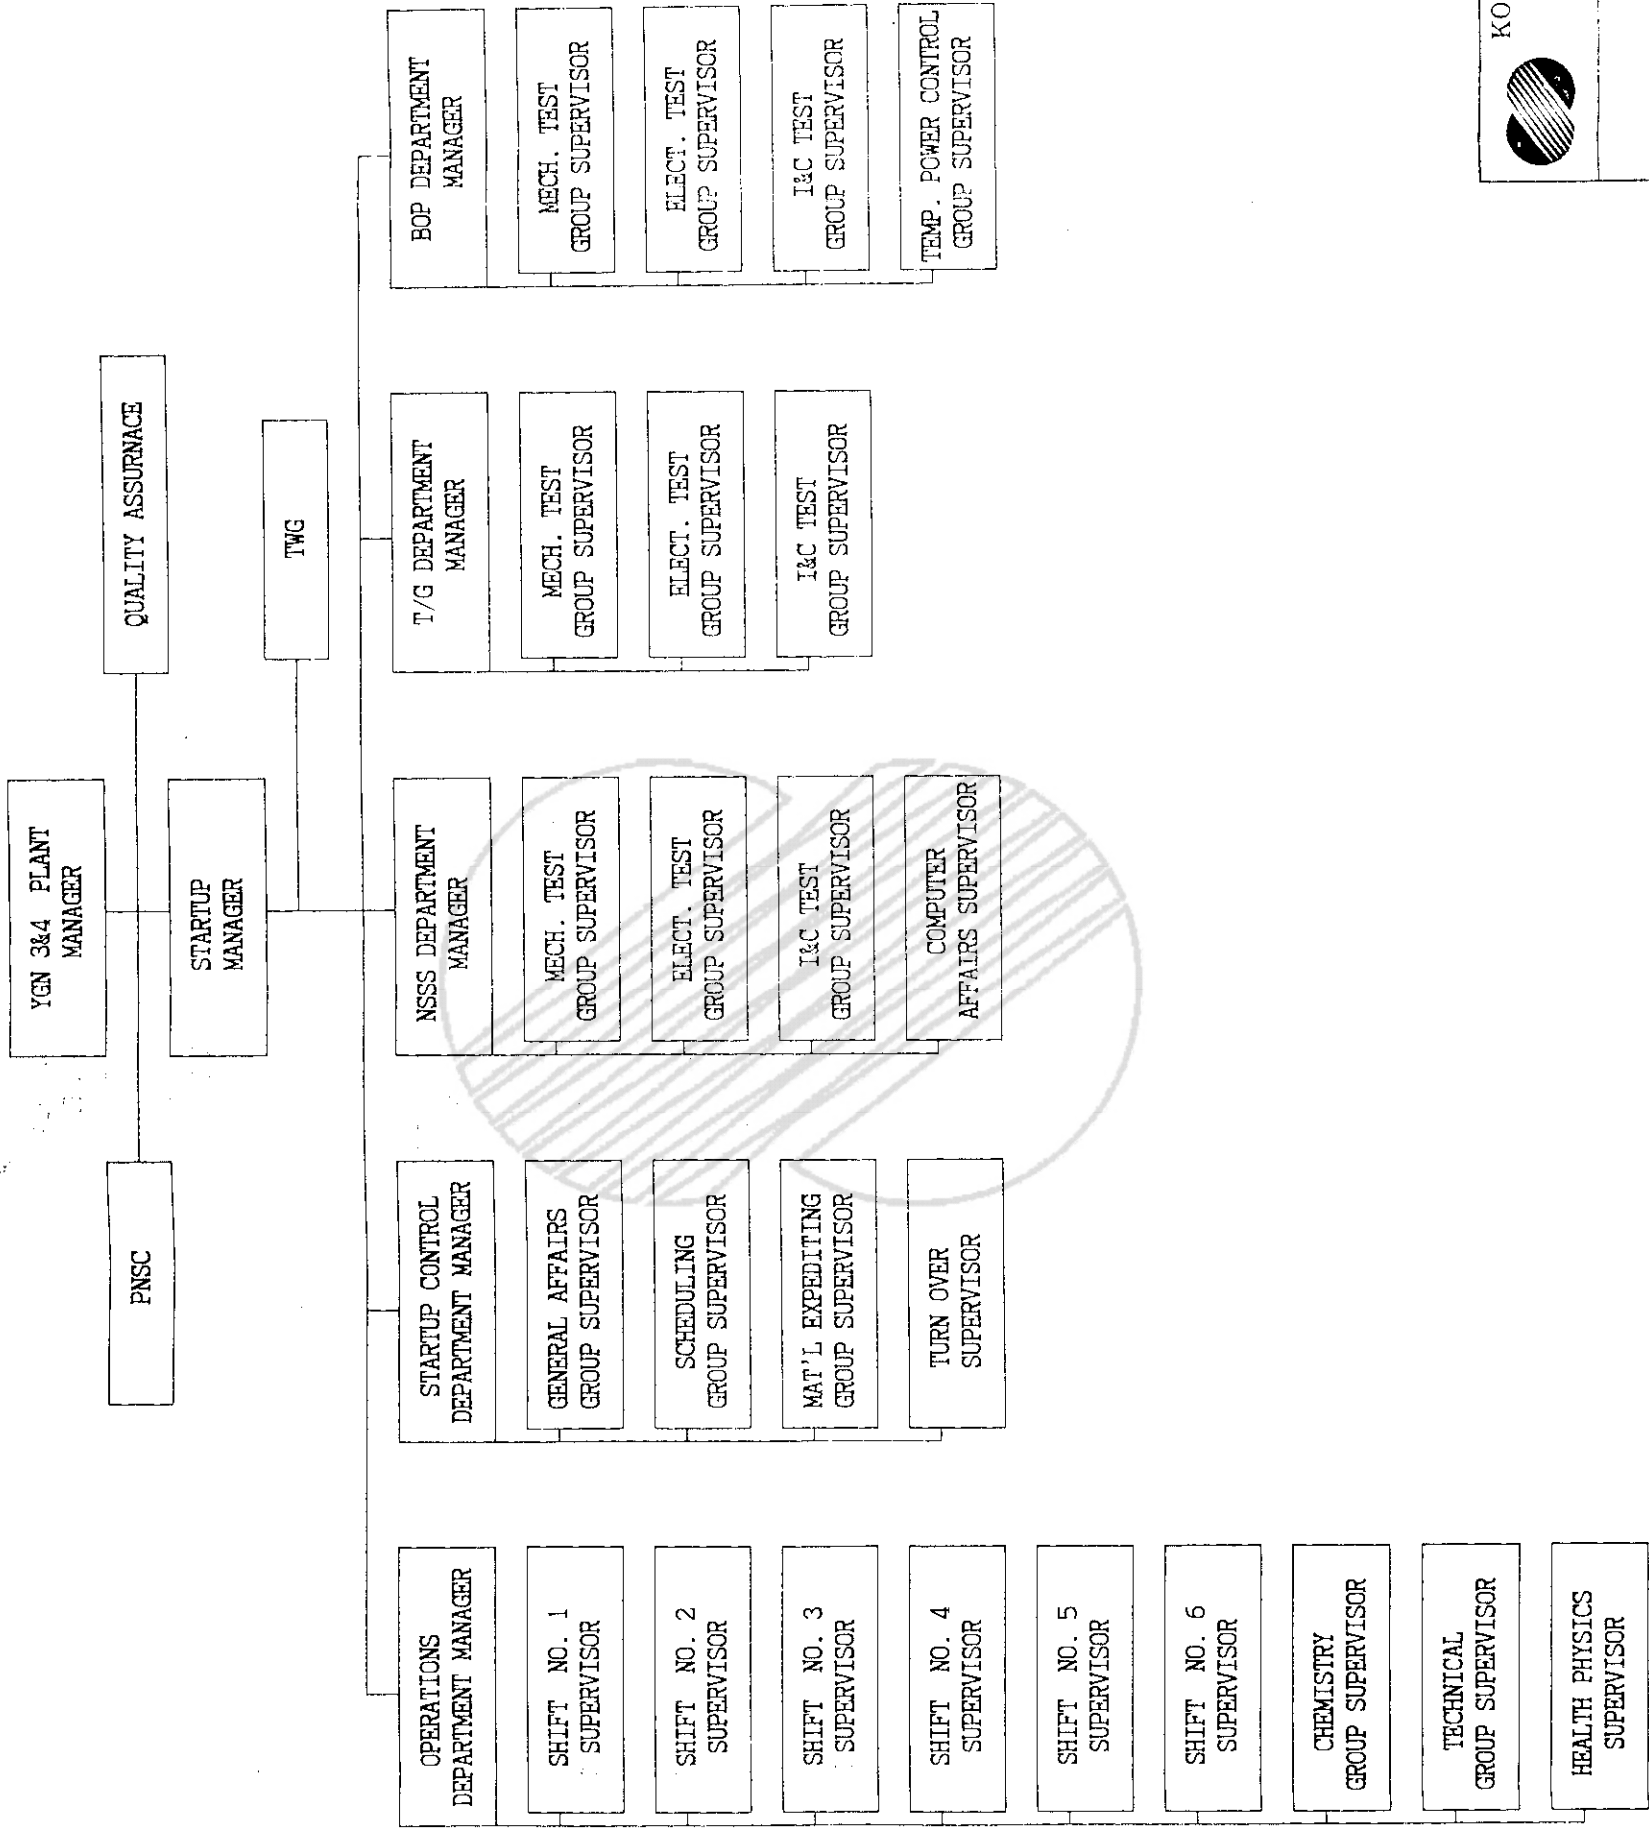 YGN 3&4 PLANT
MANAGER
PNSC
QUALITY ASSURNACE
STARTUP
MANAGER
TWG
OPERATIONS
DEPARTMENT MANAGER
SHIFT NO. 1
SUPERVISOR
SHIFT NO. 2
SUPERVISOR
SHIFT NO. 3
SUPERVISOR
SHIFT NO. 4
SUPERVISOR
SHIFT NO. 5
SUPERVISOR
SHIFT NO. 6
SUPERVISOR
CHEMISTRY
GROUP SUPERVISOR
TECHNICAL
GROUP SUPERVISOR
HEALTH PHYSICS
SUPERVISOR
STARTUP CONTROL
DEPARTMENT MANAGER
GENERAL AFFAIRS
GROUP SUPERVISOR
SCHEDULING
GROUP SUPERVISOR
MAT'L EXPEDITING
GROUP SUPERVISOR
TURN OVER
SUPERVISOR
NSSS DEPARTMENT
MANAGER
MECH. TEST
GROUP SUPERVISOR
ELECT. TEST
GROUP SUPERVISOR
I&C TEST
GROUP SUPERVISOR
COMPUTER
AFFAIRS SUPERVISOR
T/G DEPARTMENT
MANAGER
MECH. TEST
GROUP SUPERVISOR
ELECT. TEST
GROUP SUPERVISOR
I&C TEST
GROUP SUPERVISOR
BOP DEPARTMENT
MANAGER
MECH. TEST
GROUP SUPERVISOR
ELECT. TEST
GROUP SUPERVISOR
I&C TEST
GROUP SUPERVISOR
TEMP. POWER CONTROL
GROUP SUPERVISOR
KO